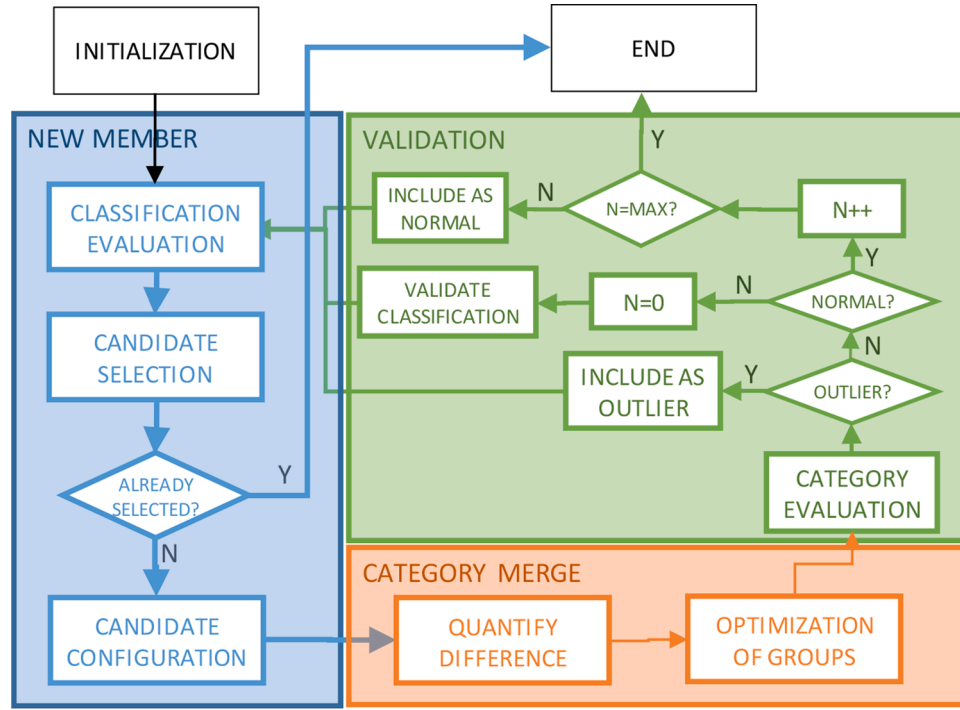 INITIALIZATION
END
NEW MEMBER
CLASSIFICATION
EVALUATION
CANDIDATE
SELECTION
ALREADY
SELECTED?
Y
N
CANDIDATE
CONFIGURATION
VALIDATION
Y
INCLUDE AS
NORMAL
N
N=MAX?
N++
Y
VALIDATE
CLASSIFICATION
N=0
N
NORMAL?
N
INCLUDE AS
OUTLIER
Y
OUTLIER?
CATEGORY
EVALUATION
CATEGORY MERGE
QUANTIFY
DIFFERENCE
OPTIMIZATION
OF GROUPS